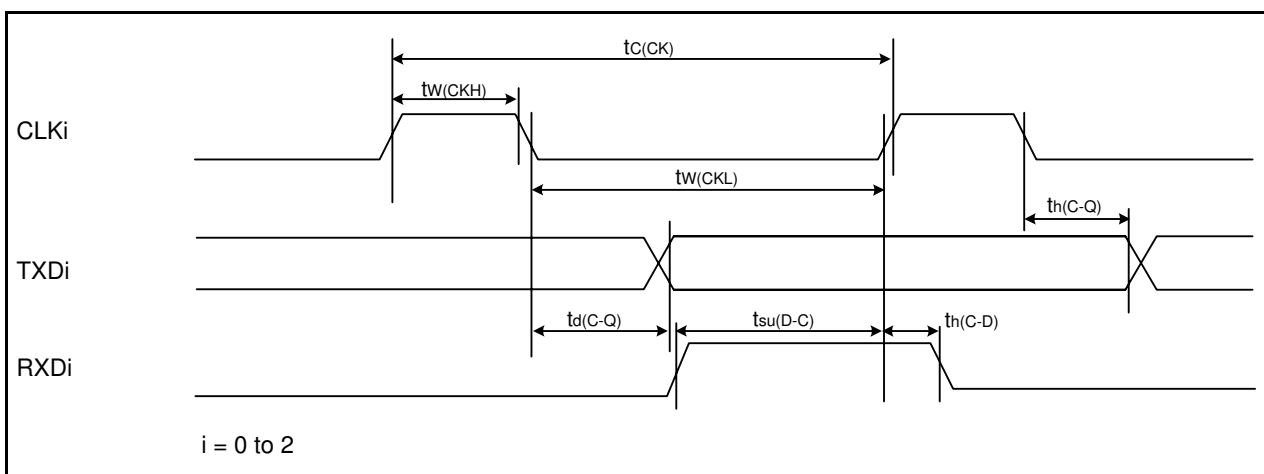 tC(CK)
tW(CKH)
CLKi
tW(CKL)
th(C-Q)
TXDi
td(C-Q)
tsu(D-C)
th(C-D)
RXDi
i = 0 to 2